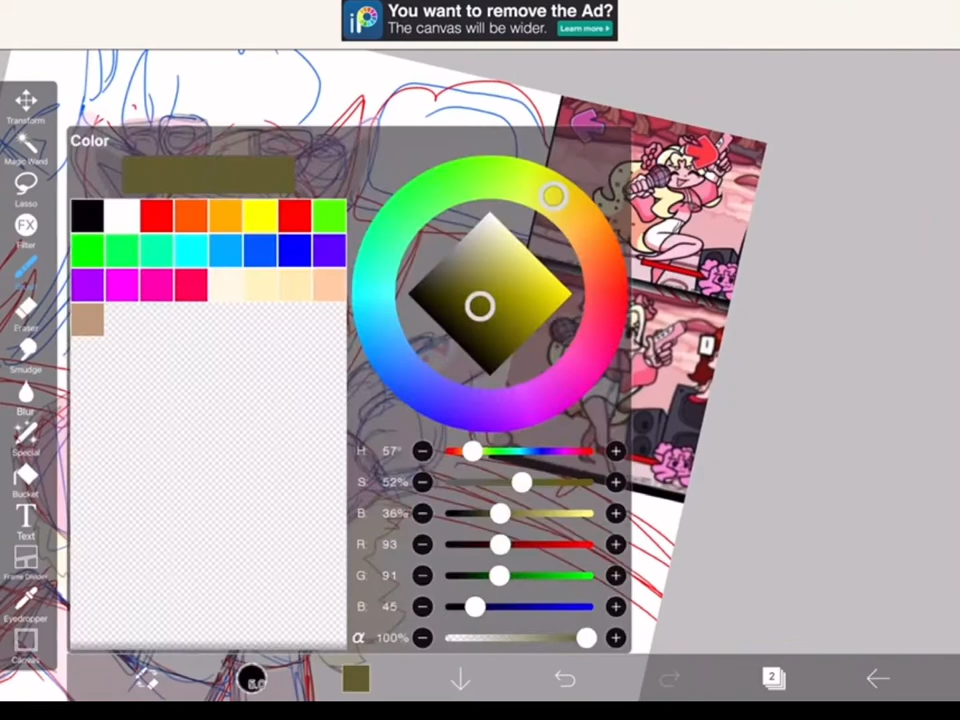 You want to remove the Ad?
The canvas will be wider.
Learn more
iP
Transform
Magic Wand
Lasso
FX
Filter
Eraser
Smudge
Blur
Special
Bucket
T
Text
Frame Divider
Eyedropper
Canvas
Color
H: 57°
S: 52%
B: 36%
R: 93
G: 91
B: 45
α 100%
2